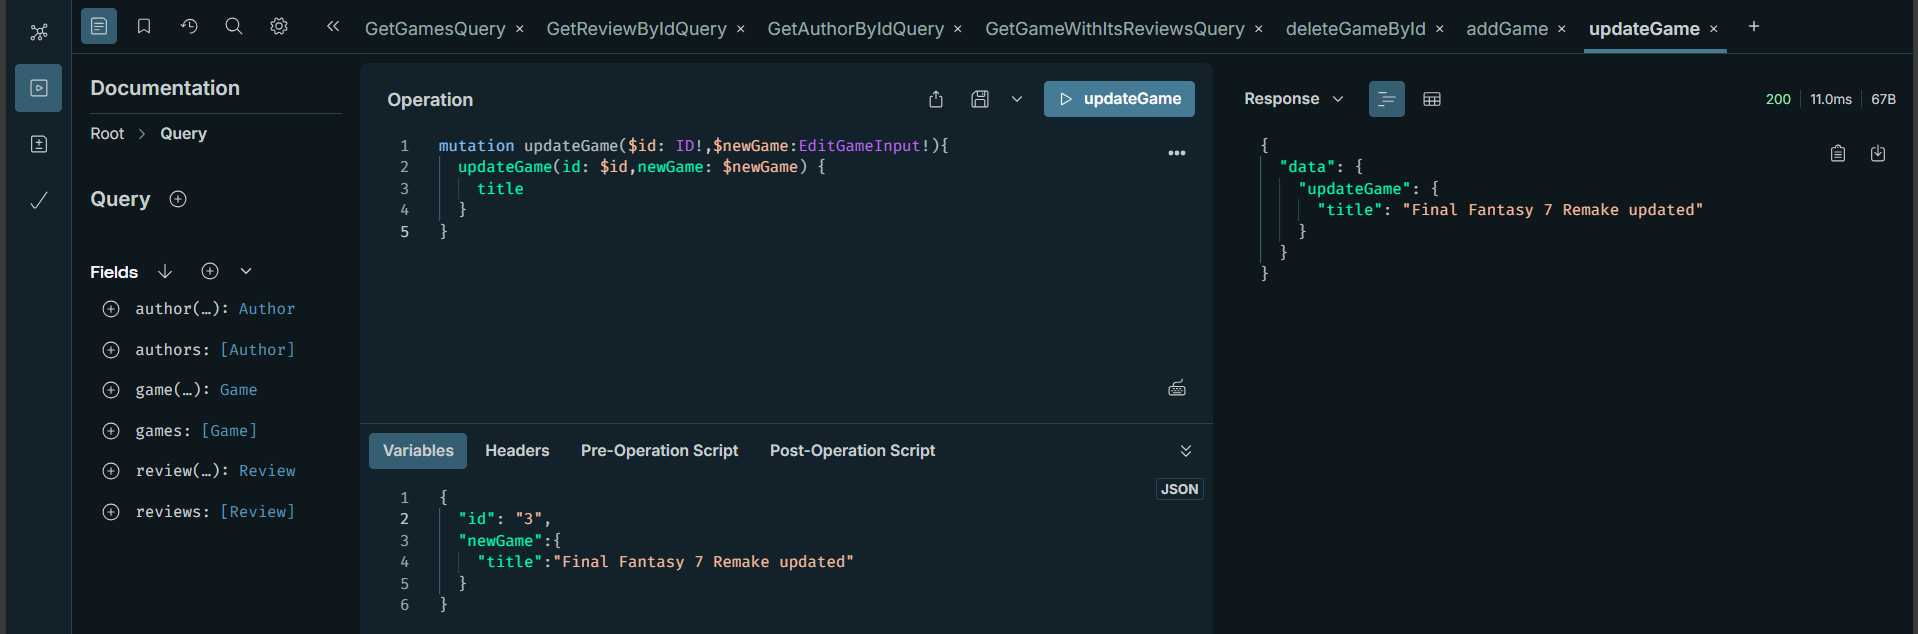 GetGamesQuery × GetReviewByIdQuery × GetAuthorByIdQuery × GetGameWithItsReviewsQuery × deleteGameById × addGame × updateGame × +
Documentation
Root > Query
Query
Fields
author(…): Author
authors: [Author]
game(…): Game
games: [Game]
review(…): Review
reviews: [Review]
Operation
updateGame
1 mutation updateGame($id: ID!,$newGame:EditGameInput!){
2 updateGame(id: $id,newGame: $newGame) {
3 title
4 }
5 }
Variables Headers Pre-Operation Script Post-Operation Script
JSON
1 {
2 "id": "3",
3 "newGame":{
4 "title":"Final Fantasy 7 Remake updated"
5 }
6 }
Response
200 11.0ms 67B
{
"data": {
"updateGame": {
"title": "Final Fantasy 7 Remake updated"
}
}
}